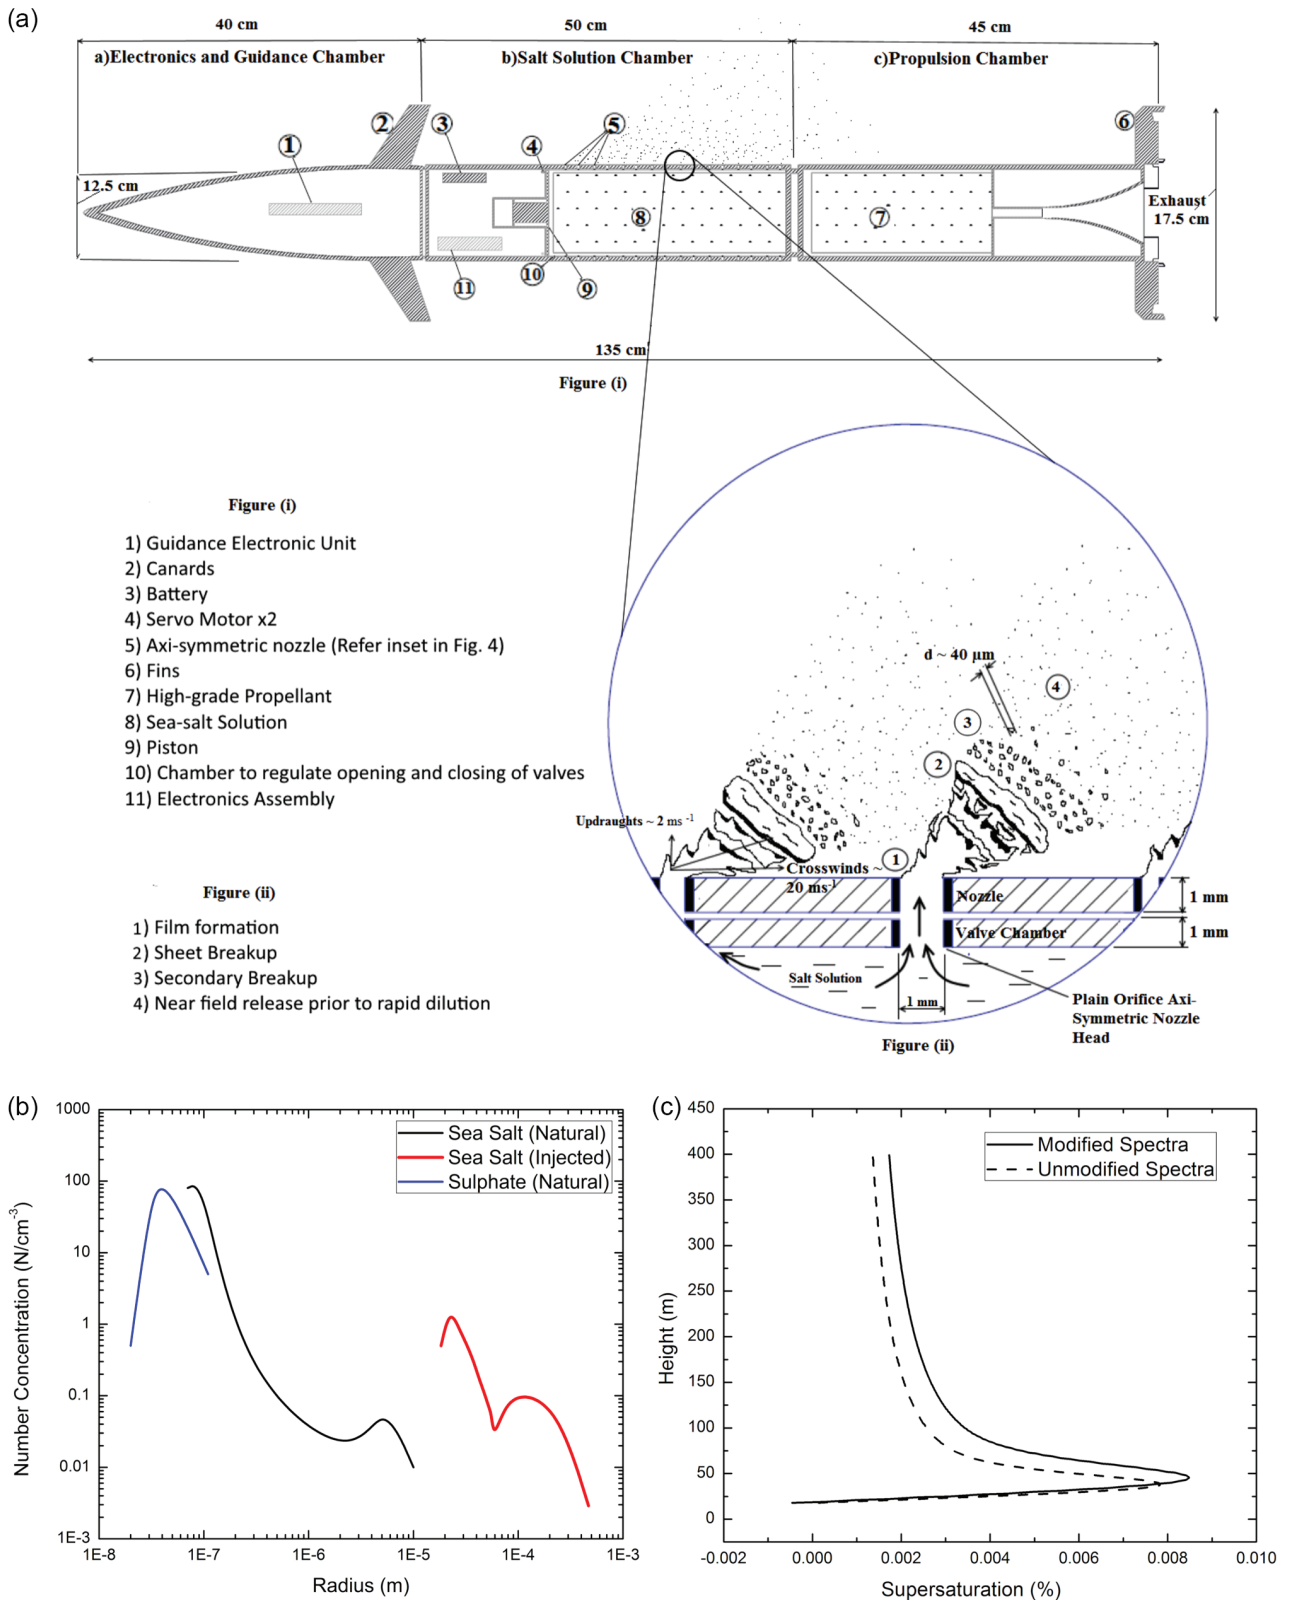 (a)
40 cm
50 cm
45 cm
a)Electronics and Guidance Chamber
b)Salt Solution Chamber
c)Propulsion Chamber
1
2
3
4
5
6
12.5 cm
8
7
Exhaust
17.5 cm
11
10
9
135 cm
Figure (i)
Figure (i)
1) Guidance Electronic Unit
2) Canards
3) Battery
4) Servo Motor x2
5) Axi-symmetric nozzle (Refer inset in Fig. 4)
6) Fins
7) High-grade Propellant
8) Sea-salt Solution
9) Piston
10) Chamber to regulate opening and closing of valves
11) Electronics Assembly
Figure (ii)
1) Film formation
2) Sheet Breakup
3) Secondary Breakup
4) Near field release prior to rapid dilution
d ~ 40 µm
4
3
2
1
Updraughts ~ 2 ms -1
Crosswinds ~
20 ms-1
Nozzle
1 mm
Valve Chamber
1 mm
Salt Solution
1 mm
Plain Orifice Axi-
Symmetric Nozzle
Head
Figure (ii)
(b)
1000
100
10
1
0.1
0.01
1E-3
1E-8
1E-7
1E-6
1E-5
1E-4
1E-3
Number Concentration (N/cm-3)
Radius (m)
Sea Salt (Natural)
Sea Salt (Injected)
Sulphate (Natural)
(c)
450
400
350
300
250
200
150
100
50
0
-0.002
0.000
0.002
0.004
0.006
0.008
0.010
Height (m)
Supersaturation (%)
Modified Spectra
Unmodified Spectra